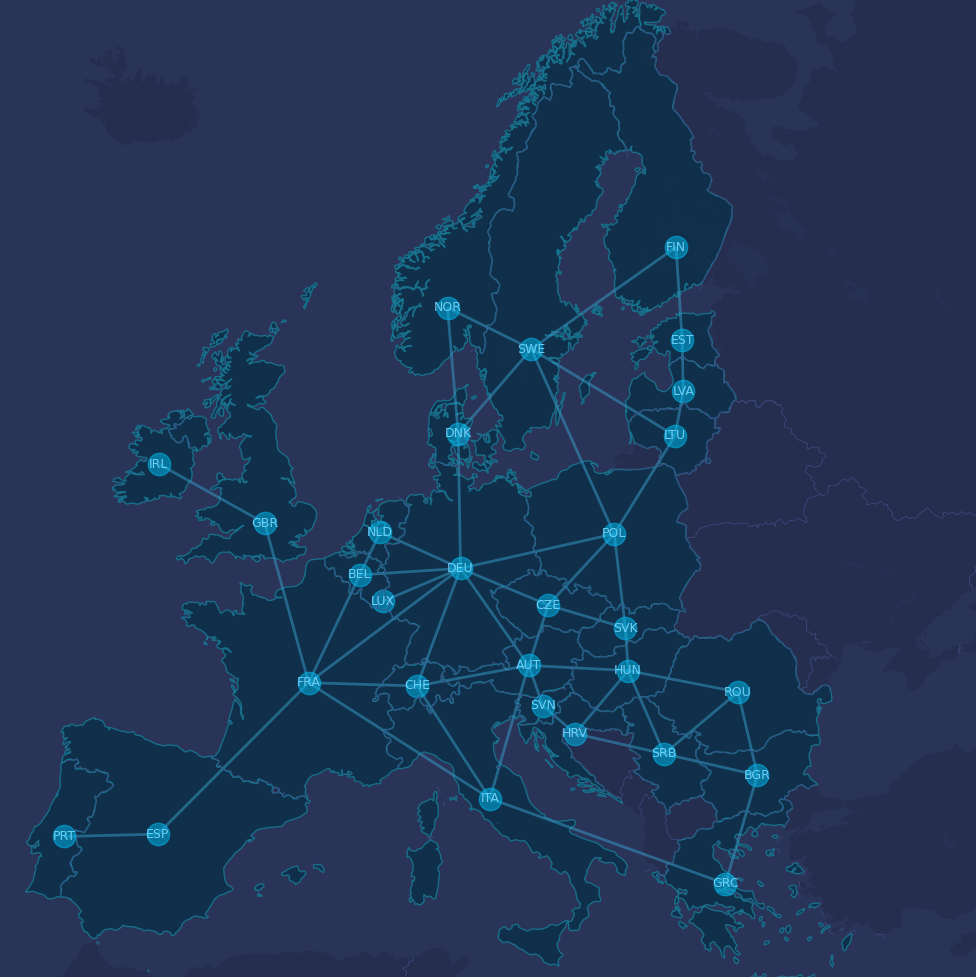 FIN
NOR
EST
SWE
LVA
DNK
LTU
IRL
GBR
NLD
POL
DEU
BEL
LUX
CZE
SVK
AUT
HUN
FRA
CHE
ROU
SVN
HRV
SRB
BGR
ITA
PRT
ESP
GRC